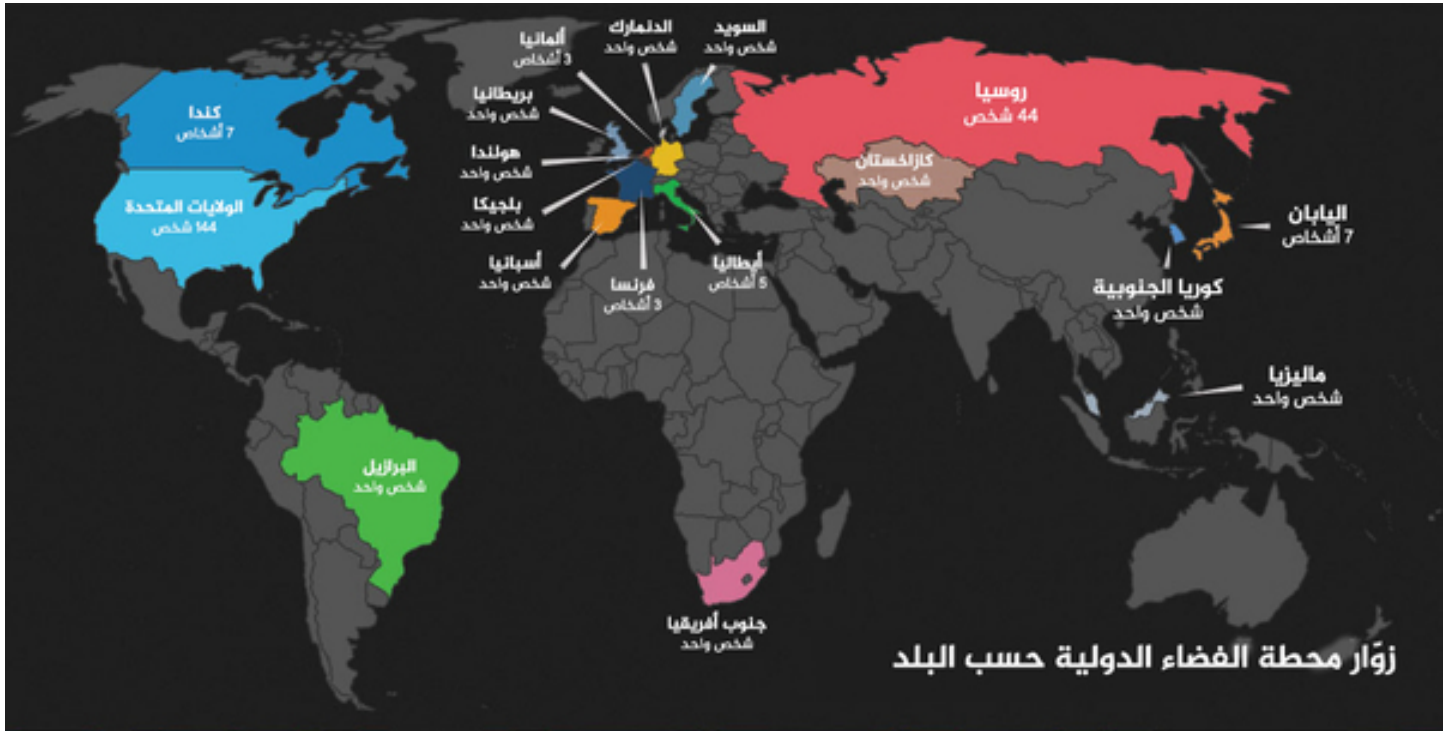 السويد
شخص واحد
الدنمارك
شخص واحد
ألمانيا
3 أشخاص
بريطانيا
شخص واحد
هولندا
شخص واحد
بلجيكا
شخص واحد
أسبانيا
شخص واحد
فرنسا
3 أشخاص
أيطاليا
5 أشخاص
روسيا
44 شخص
كازاخستان
شخص واحد
اليابان
7 أشخاص
كوريا الجنوبية
شخص واحد
ماليزيا
شخص واحد
كندا
7 أشخاص
الولايات المتحدة
144 شخص
البرازيل
شخص واحد
جنوب أفريقيا
شخص واحد
زوّار محطة الفضاء الدولية حسب البلد